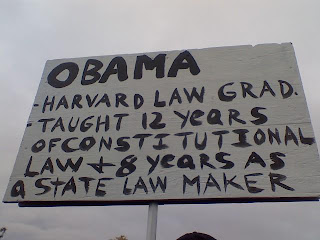 OBAMA
-HARVARD LAW GRAD.
-TAUGHT 12 YEARS
OF CONSTITUTIONAL
LAW + 8 YEARS AS
a STATE LAW MAKER